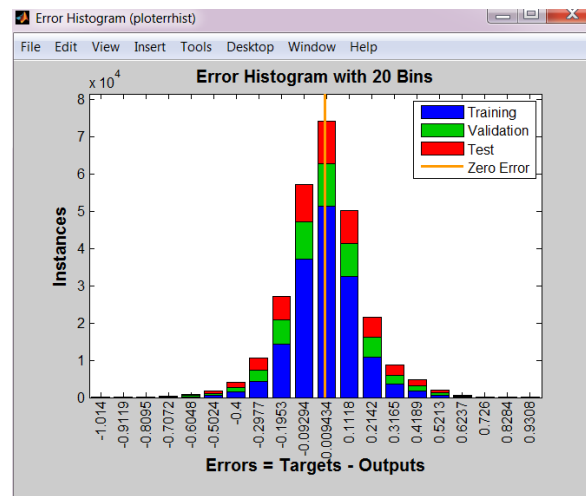 Error Histogram (ploterrhist)
File Edit View Insert Tools Desktop Window Help
x 10^4
Error Histogram with 20 Bins
8
7
6
5
4
3
2
1
0
Instances
Training
Validation
Test
Zero Error
-1.014
-0.9119
-0.8095
-0.7072
-0.6048
-0.5024
-0.4
-0.2977
-0.1953
-0.09294
0.009434
0.1118
0.2142
0.3165
0.4189
0.5213
0.6237
0.726
0.8284
0.9308
Errors = Targets - Outputs